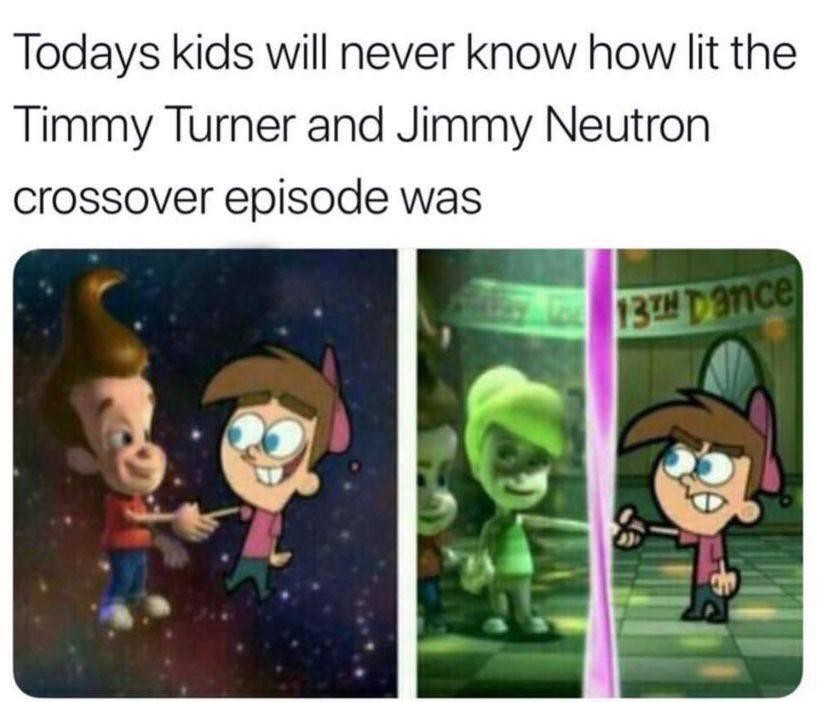 Todays kids will never know how lit the
Timmy Turner and Jimmy Neutron
crossover episode was
13TH Dance